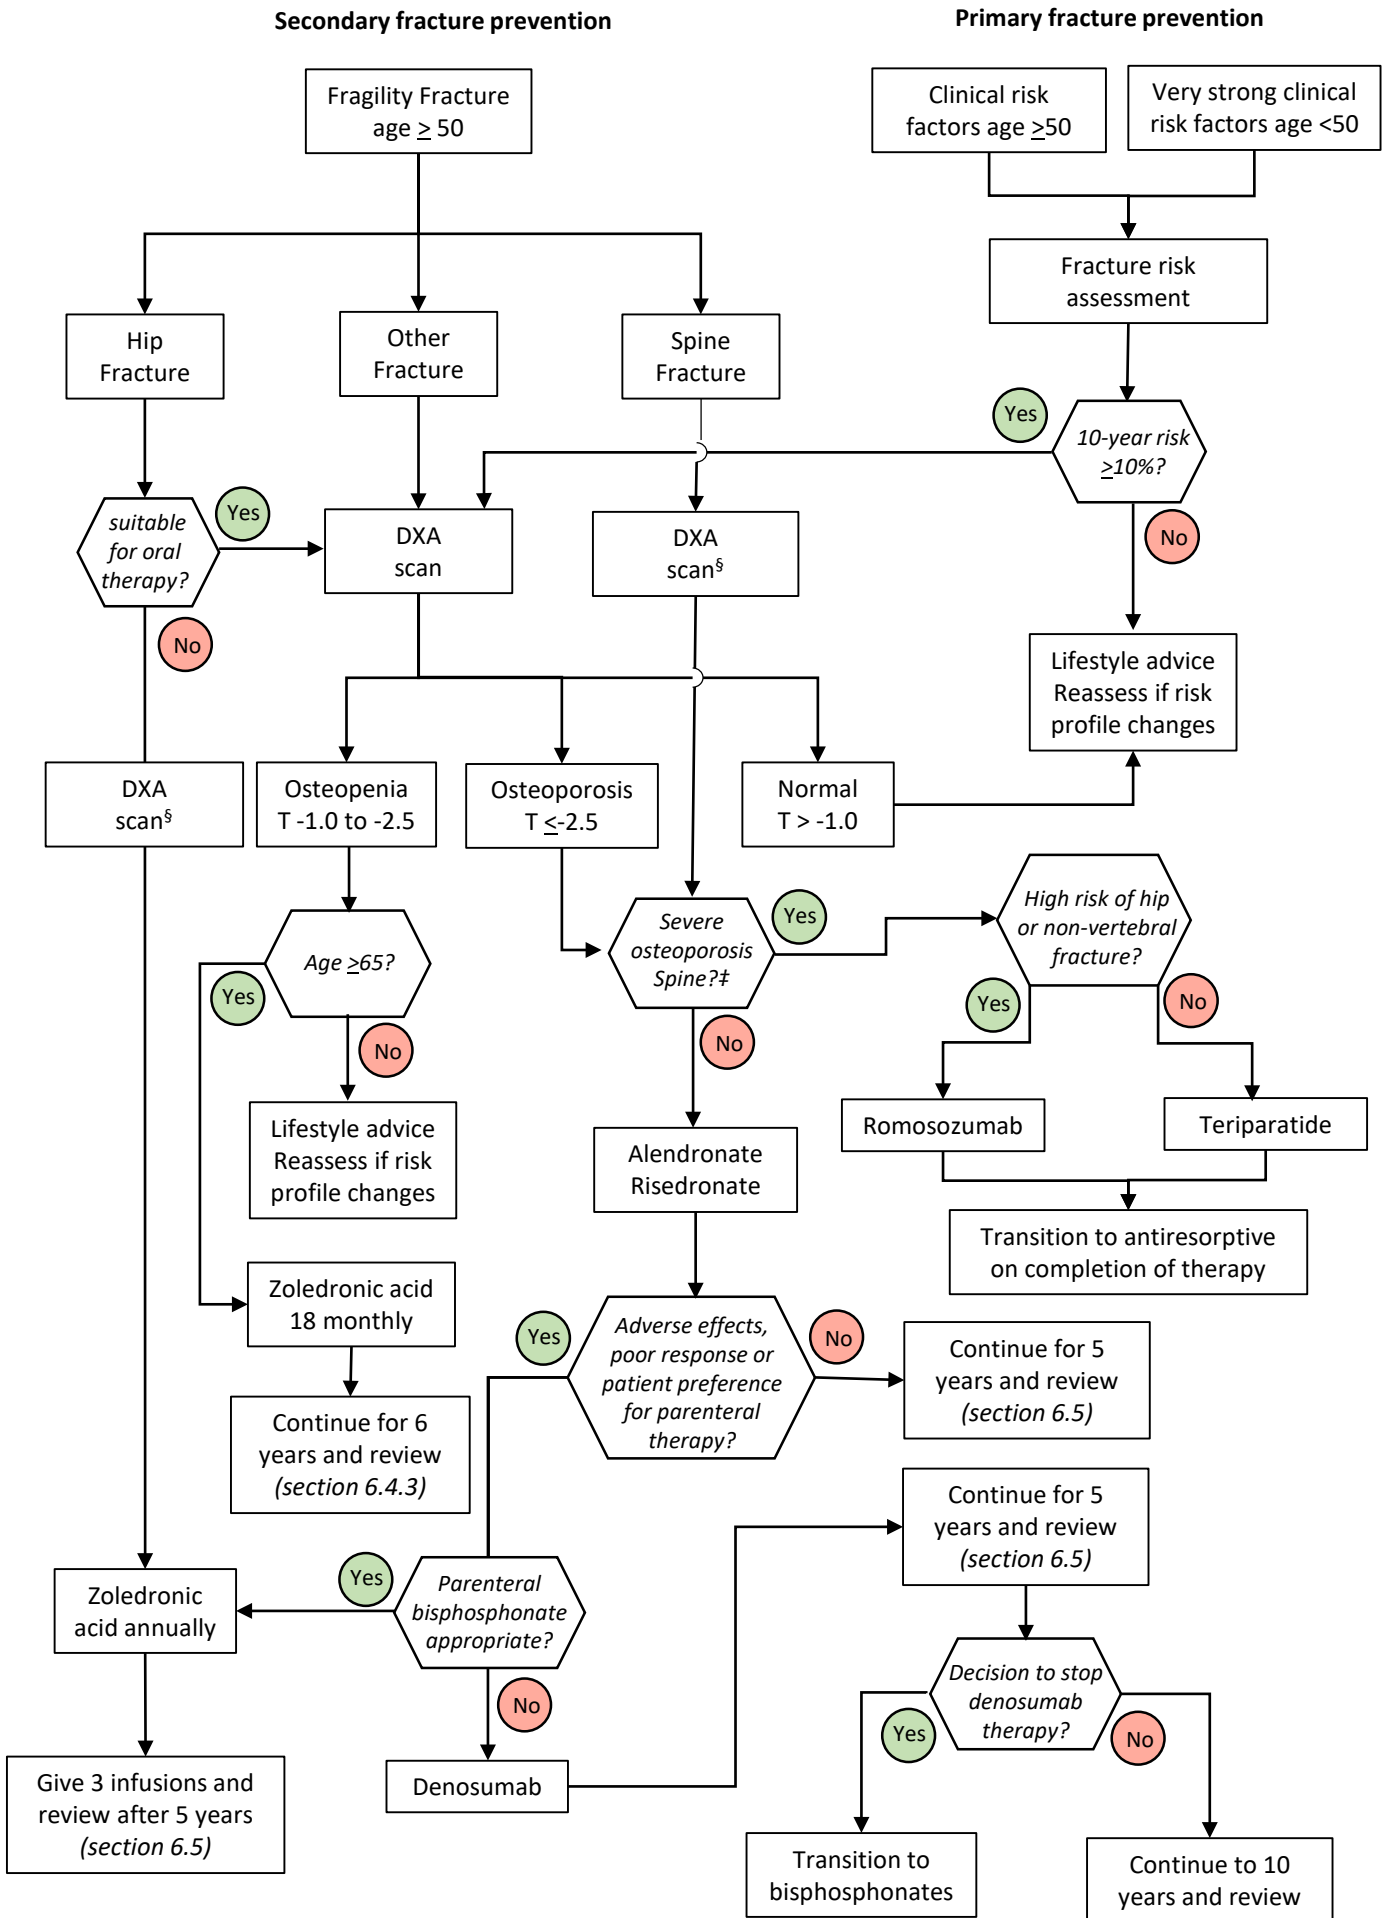 Secondary fracture prevention
Primary fracture prevention
Fragility Fracture
age ≥ 50
Clinical risk
factors age ≥50
Very strong clinical
risk factors age <50
Fracture risk
assessment
Hip
Fracture
Other
Fracture
Spine
Fracture
Yes
10-year risk
≥10%?
No
suitable
for oral
therapy?
Yes
No
DXA
scan
DXA
scan§
Lifestyle advice
Reassess if risk
profile changes
DXA
scan§
Osteopenia
T -1.0 to -2.5
Osteoporosis
T ≤-2.5
Normal
T > -1.0
Age ≥65?
Yes
No
Severe
osteoporosis
Spine?‡
Yes
No
High risk of hip
or non-vertebral
fracture?
Yes
No
Lifestyle advice
Reassess if risk
profile changes
Alendronate
Risedronate
Romosozumab
Teriparatide
Transition to antiresorptive
on completion of therapy
Zoledronic acid
18 monthly
Yes
Adverse effects,
poor response or
patient preference
for parenteral
therapy?
No
Continue for 5
years and review
(section 6.5)
Continue for 6
years and review
(section 6.4.3)
Continue for 5
years and review
(section 6.5)
Zoledronic
acid annually
Yes
Parenteral
bisphosphonate
appropriate?
No
Decision to stop
denosumab
therapy?
Yes
No
Give 3 infusions and
review after 5 years
(section 6.5)
Denosumab
Transition to
bisphosphonates
Continue to 10
years and review